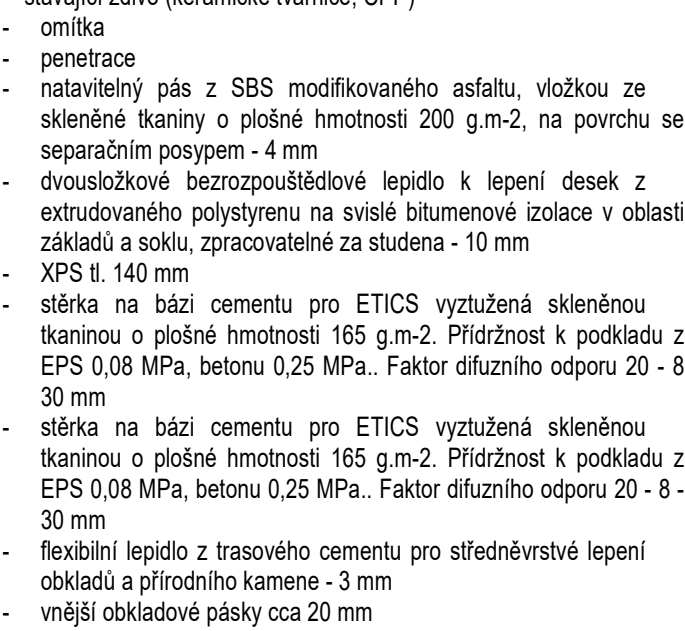 stávající zdivo (keramické tvárnice, CPP)
- omítka
- penetrace
- natavitelný pás z SBS modifikovaného asfaltu, vložkou ze
skleněné tkaniny o plošné hmotnosti 200 g.m-2, na povrchu se
separačním posypem - 4 mm
- dvousložkové bezrozpouštědlové lepidlo k lepení desek z
extrudovaného polystyrenu na svislé bitumenové izolace v oblasti
základů a soklu, zpracovatelné za studena - 10 mm
- XPS tl. 140 mm
- stěrka na bázi cementu pro ETICS vyztužená skleněnou
tkaninou o plošné hmotnosti 165 g.m-2. Přídržnost k podkladu z
EPS 0,08 MPa, betonu 0,25 MPa.. Faktor difuzního odporu 20 - 8
30 mm
- stěrka na bázi cementu pro ETICS vyztužená skleněnou
tkaninou o plošné hmotnosti 165 g.m-2. Přídržnost k podkladu z
EPS 0,08 MPa, betonu 0,25 MPa.. Faktor difuzního odporu 20 - 8 -
30 mm
- flexibilní lepidlo z trasového cementu pro středněvrstvé lepení
obkladů a přírodního kamene - 3 mm
- vnější obkladové pásky cca 20 mm